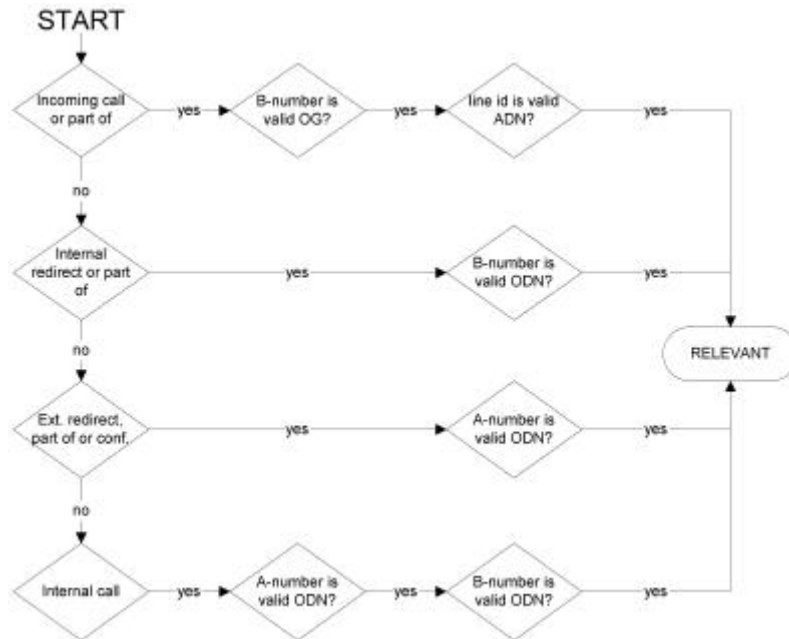 START
Incoming call
or part of
yes
B-number is
valid OG?
yes
line id is valid
ADN?
yes
no
Internal
redirect or part
of
yes
B-number is
valid ODN?
yes
no
RELEVANT
Ext. redirect,
part of or conf,
yes
A-number is
valid ODN?
yes
no
Internal call
yes
A-number is
valid ODN?
yes
B-number is
valid ODN?
yes